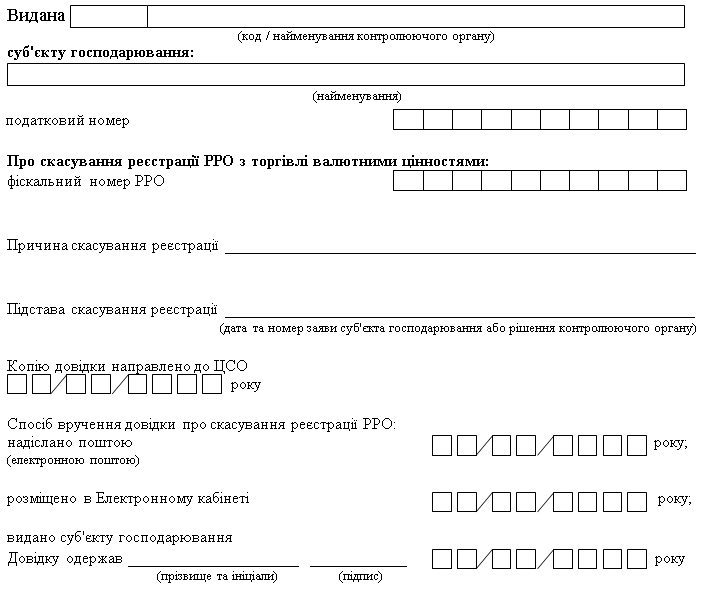 Видана
(код / найменування контролюючого органу)
суб'єкту господарювання:
(найменування)
податковий номер
Про скасування реєстрації РРО з торгівлі валютними цінностями:
фіскальний номер РРО
Причина скасування реєстрації
Підстава скасування реєстрації
(дата та номер заяви суб'єкта господарювання або рішення контролюючого органу)
Копію довідки направлено до ЦСО
/ / року
Спосіб вручення довідки про скасування реєстрації РРО:
надіслано поштою / / року;
(електронною поштою)
розміщено в Електронному кабінеті / / року;
видано суб'єкту господарювання
Довідку одержав / / року
(прізвище та ініціали) (підпис)